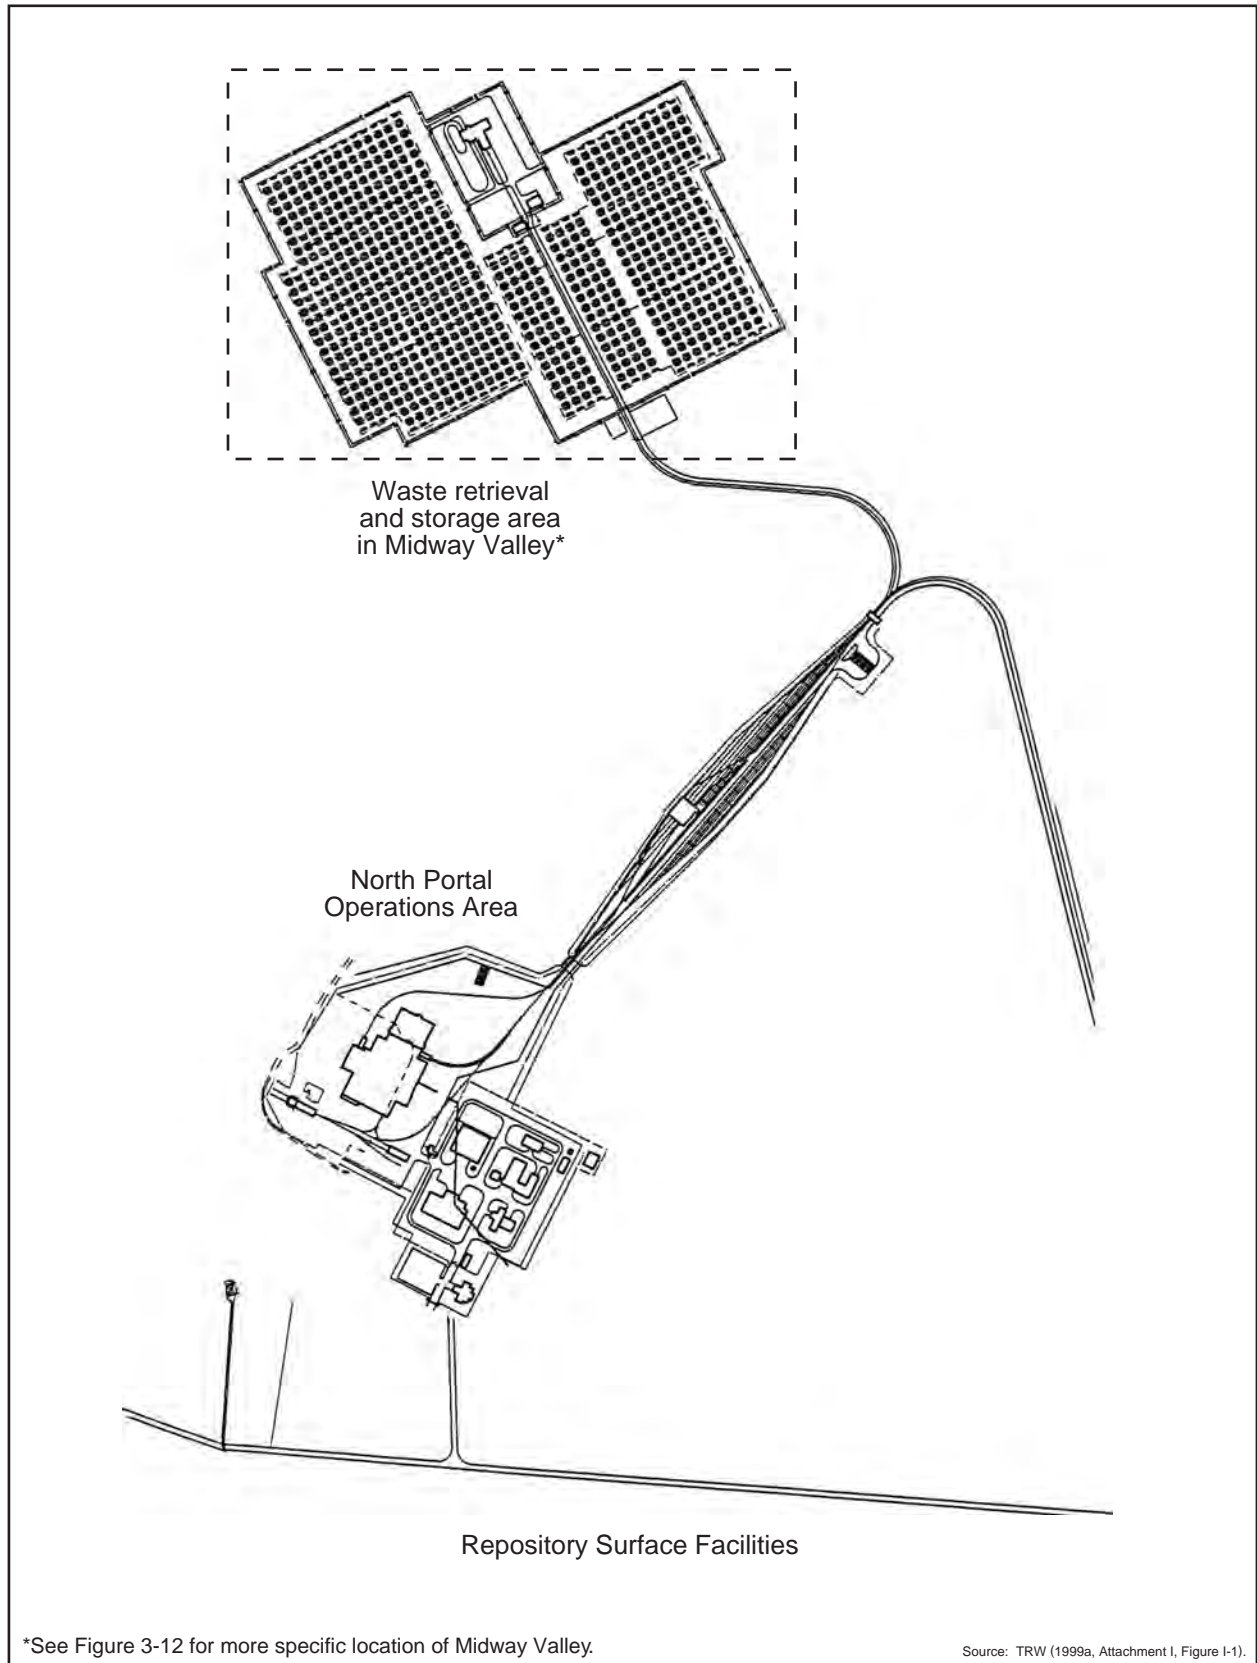 Waste retrieval
and storage area
in Midway Valley*
North Portal
Operations Area
Repository Surface Facilities
*See Figure 3-12 for more specific location of Midway Valley.
Source: TRW (1999a, Attachment I, Figure I-1).